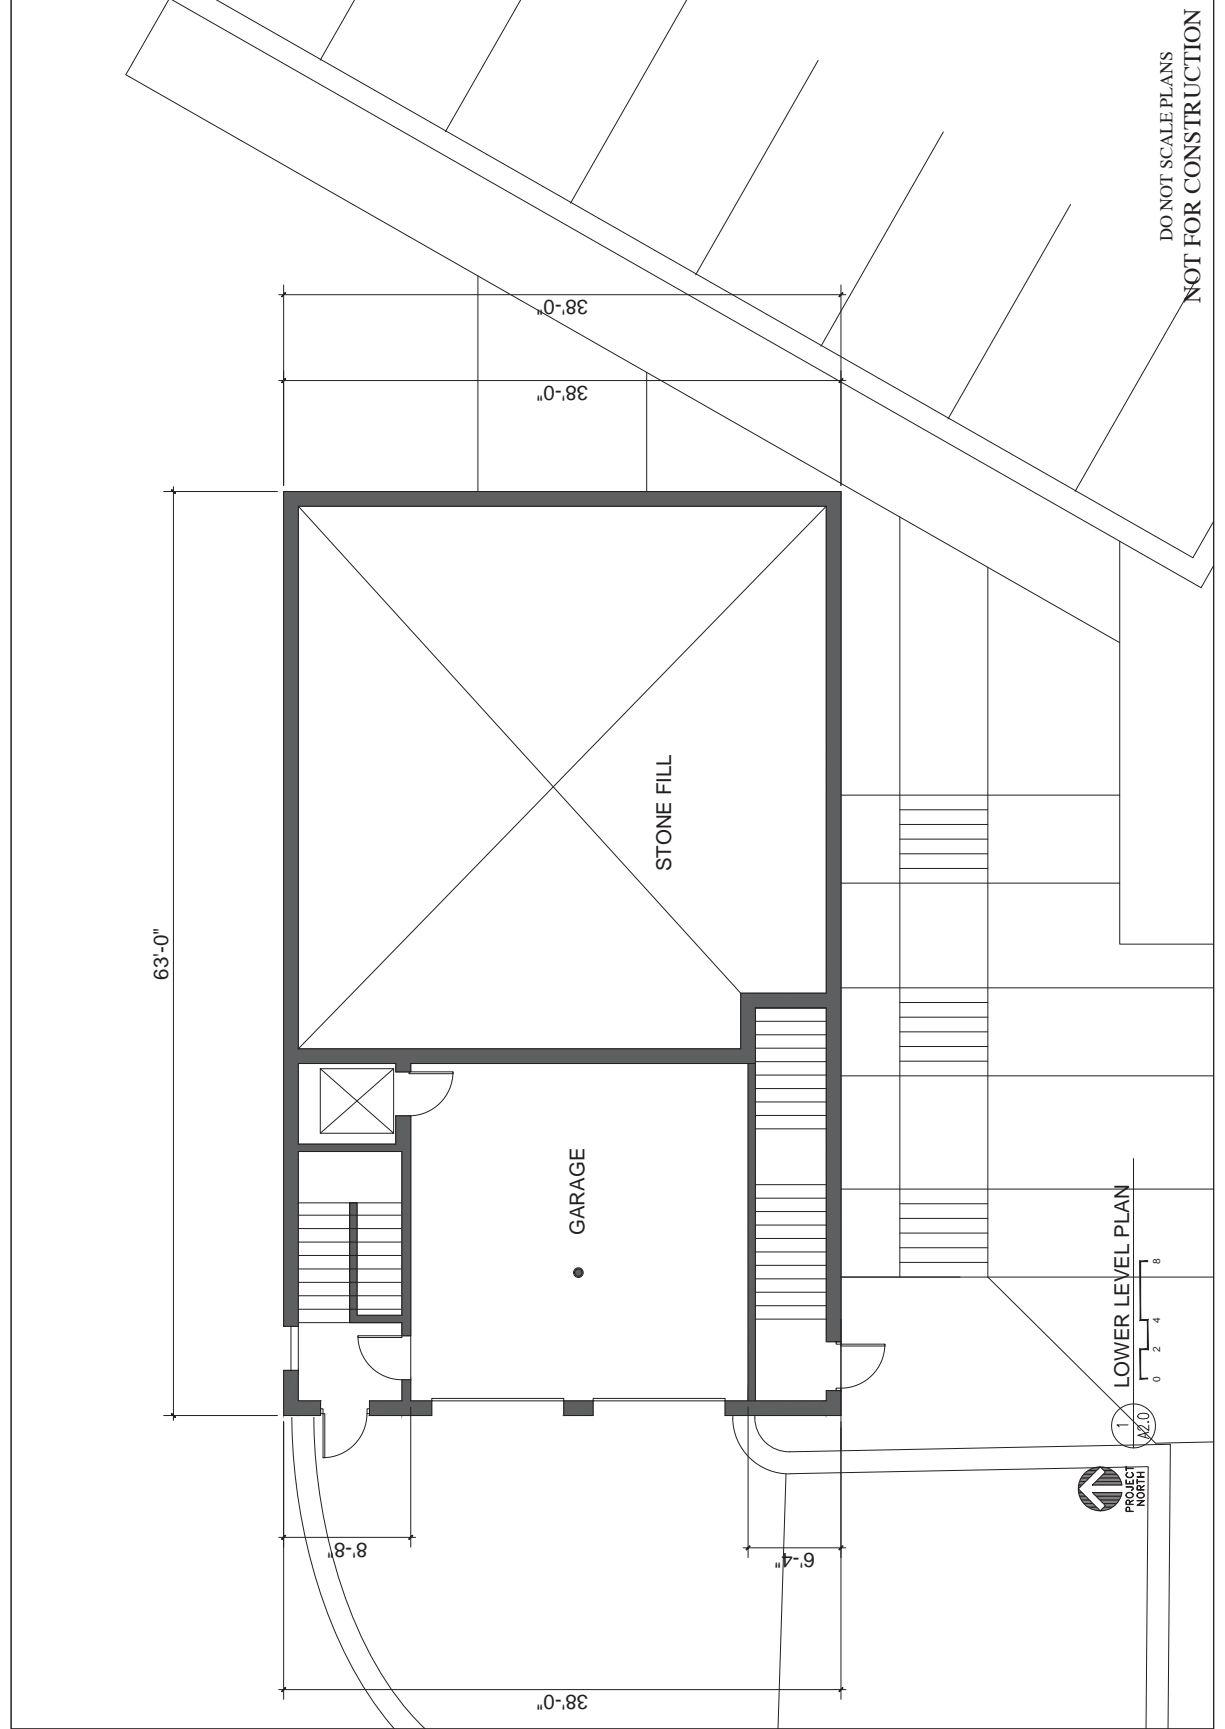 DO NOT SCALE PLANS
NOT FOR CONSTRUCTION
63'-0"
38'-0"
38'-0"
STONE FILL
GARAGE
8'-8"
6'-4"
38'-0"
LOWER LEVEL PLAN
1
A2.0
0 2 4 8
PROJECT
NORTH